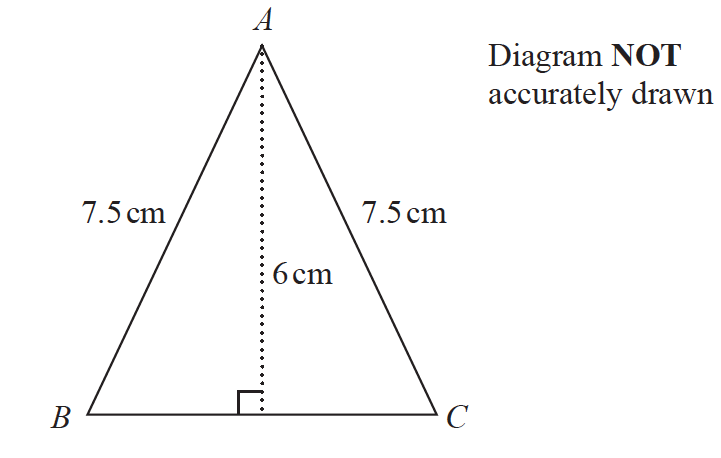 A
Diagram NOT
accurately drawn
7.5 cm
7.5 cm
6 cm
B
C